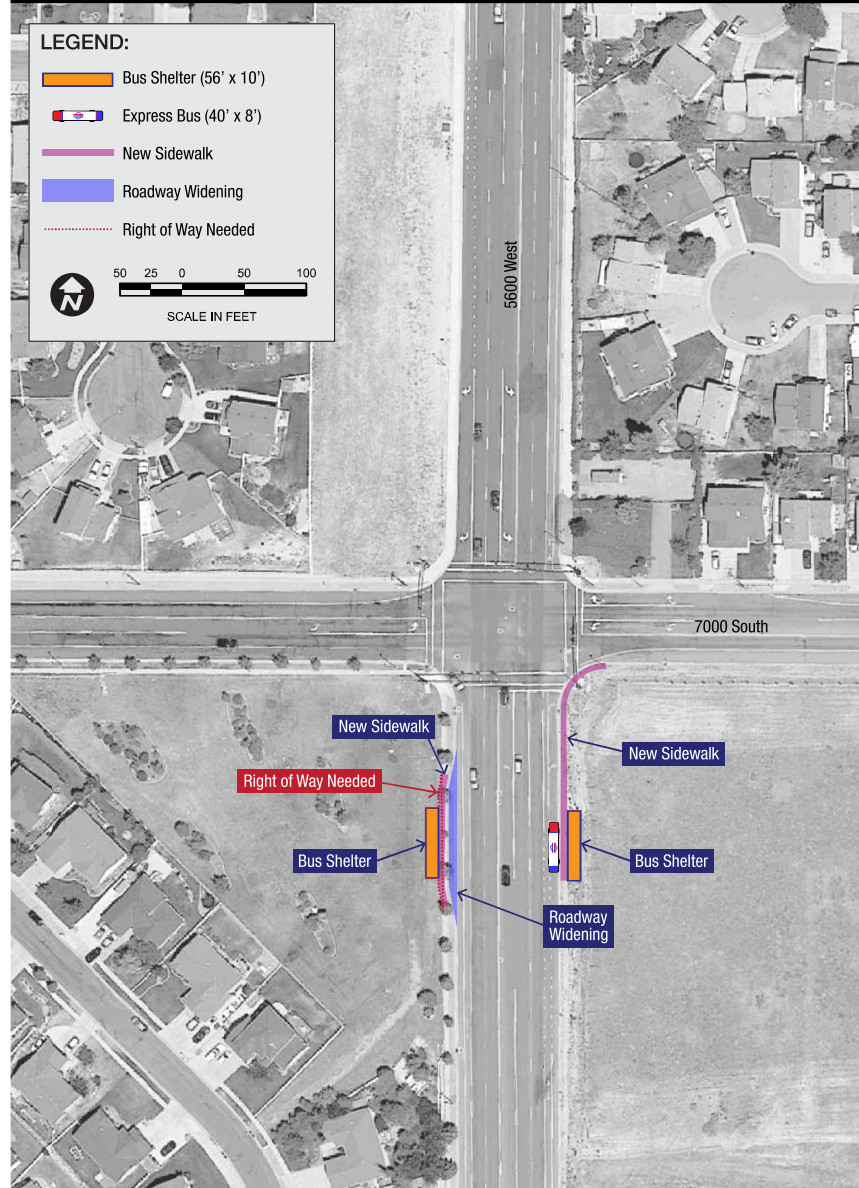 LEGEND:
Bus Shelter (56’ x 10’)
Express Bus (40’ x 8’)
New Sidewalk
Roadway Widening
Right of Way Needed
N
50 25 0 50 100
SCALE IN FEET
5600 West
7000 South
New Sidewalk
New Sidewalk
Right of Way Needed
Bus Shelter
Bus Shelter
Roadway
Widening